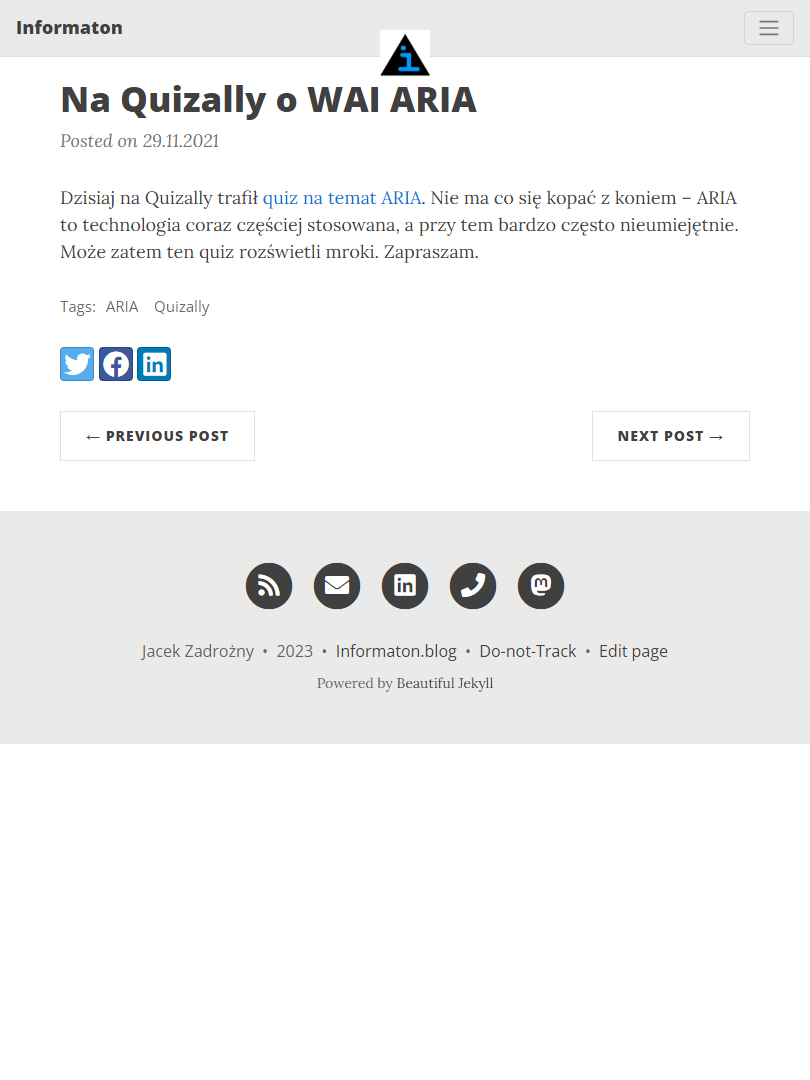 Informaton
Na Quizally o WAI ARIA
Posted on 29.11.2021
Dzisiaj na Quizally trafił quiz na temat ARIA. Nie ma co się kopać z koniem – ARIA
to technologia coraz częściej stosowana, a przy tem bardzo często nieumiejętnie.
Może zatem ten quiz rozświetli mroki. Zapraszam.
Tags: ARIA Quizally
← PREVIOUS POST
NEXT POST →
Jacek Zadrożny • 2023 • Informaton.blog • Do-not-Track • Edit page
Powered by Beautiful Jekyll